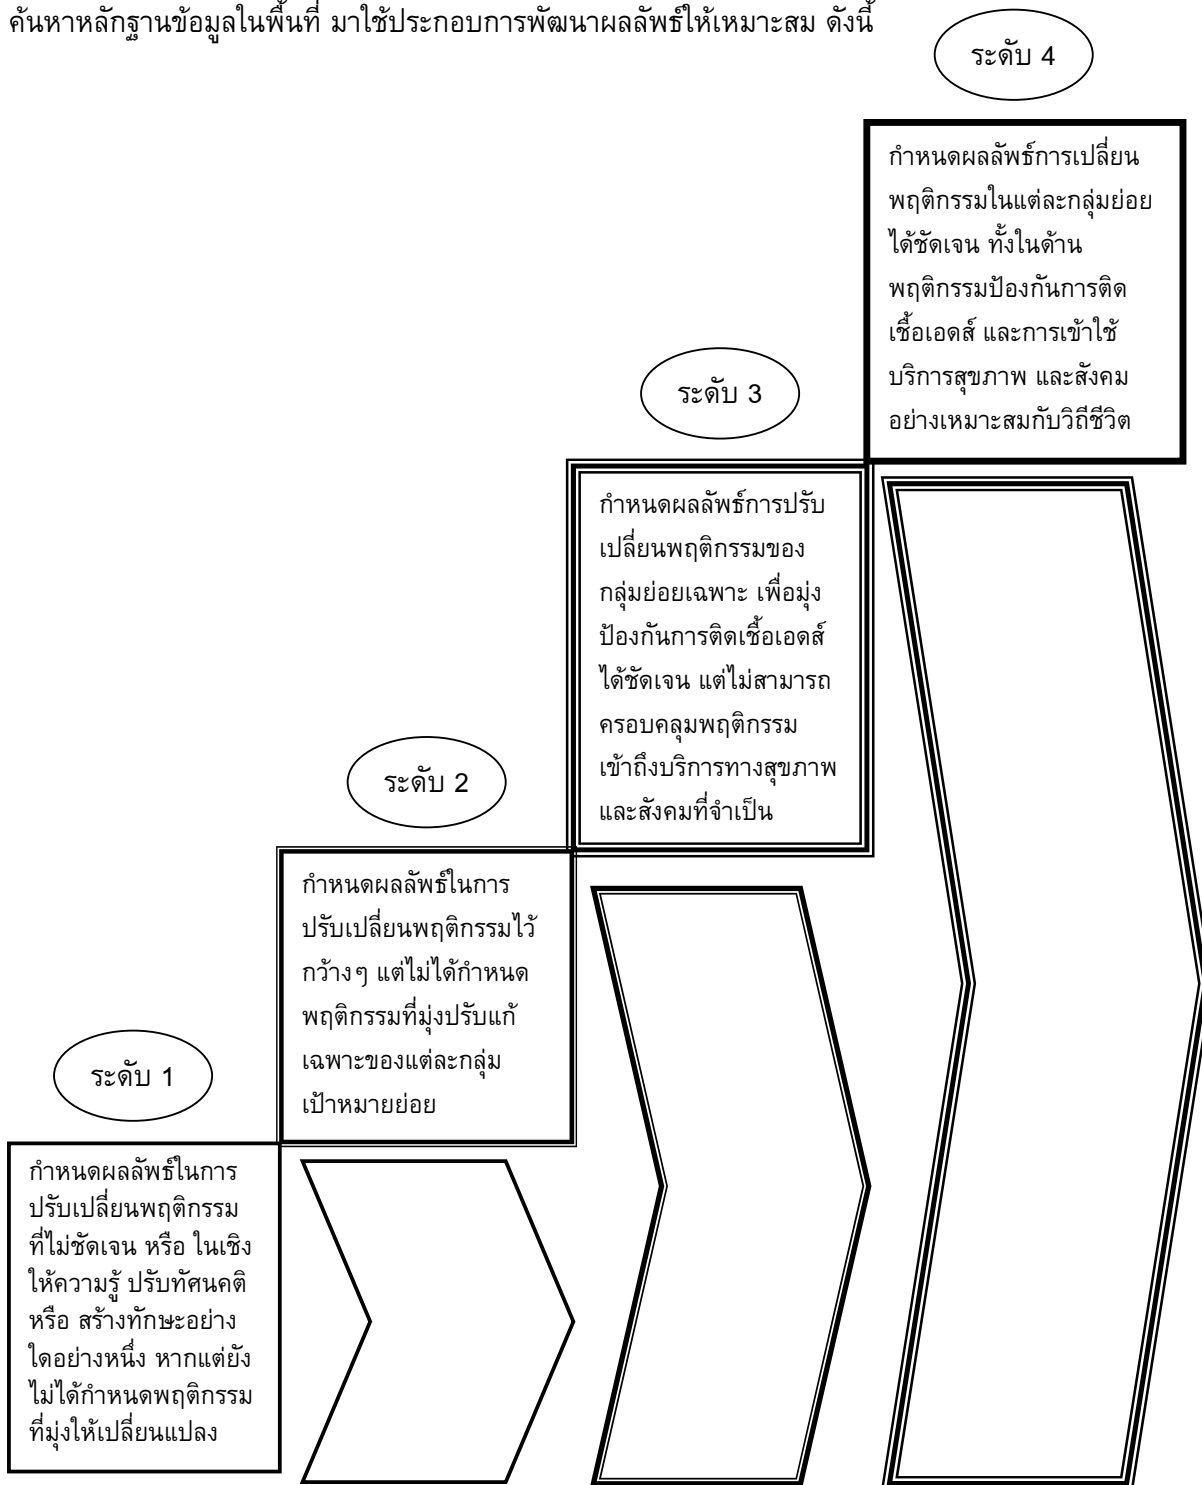 ค้นหาหลักฐานข้อมูลในพื้นที่ มาใช้ประกอบการพัฒนาผลลัพธ์ให้เหมาะสม ดังนี้
ระดับ 4
กำหนดผลลัพธ์การเปลี่ยน
พฤติกรรมในแต่ละกลุ่มย่อย
ได้ชัดเจน ทั้งในด้าน
พฤติกรรมป้องกันการติด
เชื้อเอดส์ และการเข้าใช้
บริการสุขภาพ และสังคม
อย่างเหมาะสมกับวิถีชีวิต
ระดับ 3
กำหนดผลลัพธ์การปรับ
เปลี่ยนพฤติกรรมของ
กลุ่มย่อยเฉพาะ เพื่อมุ่ง
ป้องกันการติดเชื้อเอดส์
ได้ชัดเจน แต่ไม่สามารถ
ครอบคลุมพฤติกรรม
เข้าถึงบริการทางสุขภาพ
และสังคมที่จำเป็น
ระดับ 2
กำหนดผลลัพธ์ในการ
ปรับเปลี่ยนพฤติกรรมไว้
กว้างๆ แต่ไม่ได้กำหนด
พฤติกรรมที่มุ่งปรับแก้
เฉพาะของแต่ละกลุ่ม
เป้าหมายย่อย
ระดับ 1
กำหนดผลลัพธ์ในการ
ปรับเปลี่ยนพฤติกรรม
ที่ไม่ชัดเจน หรือ ในเชิง
ให้ความรู้ ปรับทัศนคติ
หรือ สร้างทักษะอย่าง
ใดอย่างหนึ่ง หากแต่ยัง
ไม่ได้กำหนดพฤติกรรม
ที่มุ่งให้เปลี่ยนแปลง